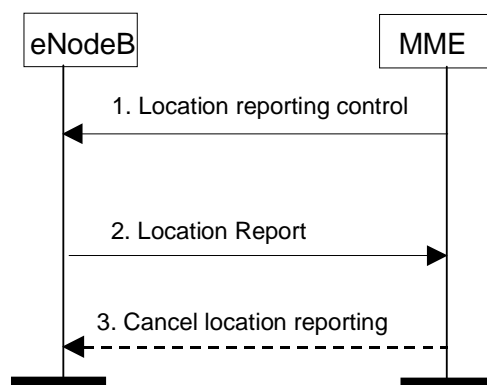 eNodeB
MME
1. Location reporting control
2. Location Report
3. Cancel location reporting